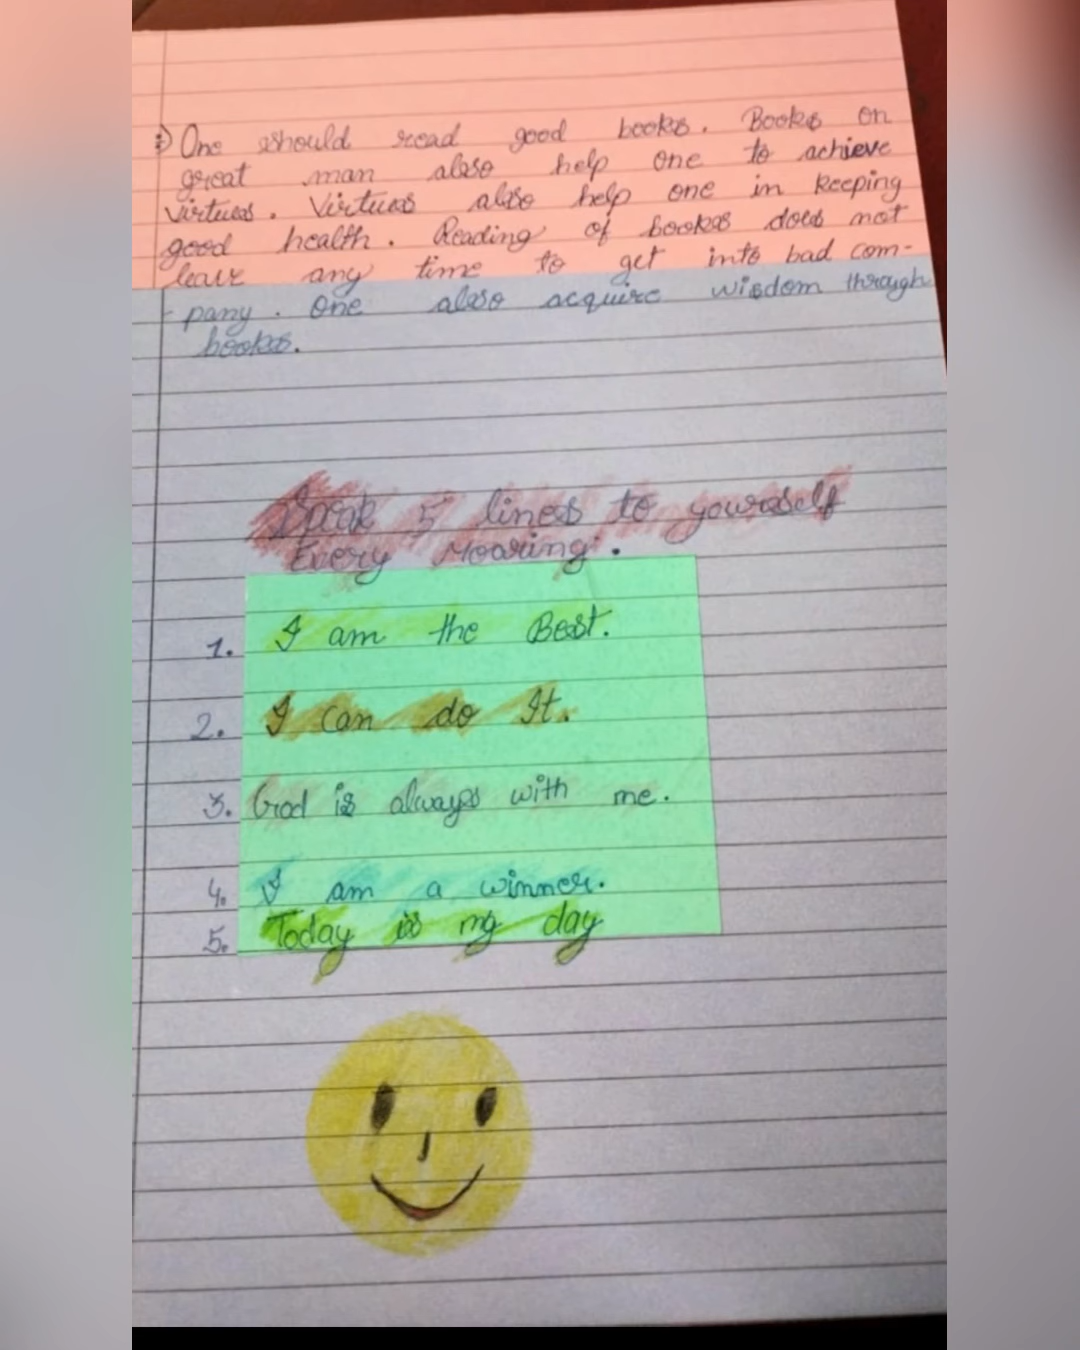 i) One should read good books. Books on
great man also help one to achieve
virtues. Virtues also help one in keeping
good health. Reading of books does not
leave any time to get into bad com-
pany. One also acquire wisdom through
books.
Speak 5 lines to yourself
Every Moaring.
1. I am the Best.
2. I can do It.
3. God is always with me.
4. I am a winner.
5. Today is my day